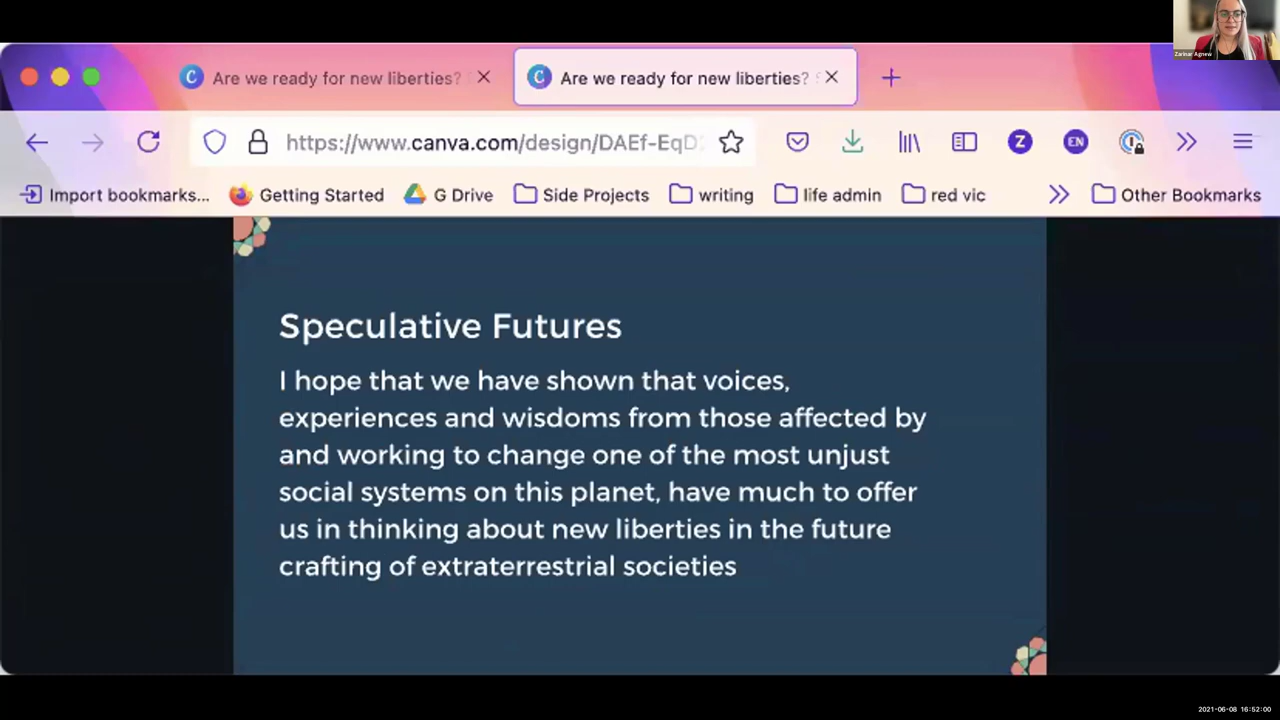 Zarinah Agnew
Are we ready for new liberties?
Are we ready for new liberties?
https://www.canva.com/design/DAEf-EqD
Z
EN
Import bookmarks... Getting Started G Drive Side Projects writing life admin red vic Other Bookmarks
Speculative Futures
I hope that we have shown that voices,
experiences and wisdoms from those affected by
and working to change one of the most unjust
social systems on this planet, have much to offer
us in thinking about new liberties in the future
crafting of extraterrestrial societies
2021-06-08 16:52:00